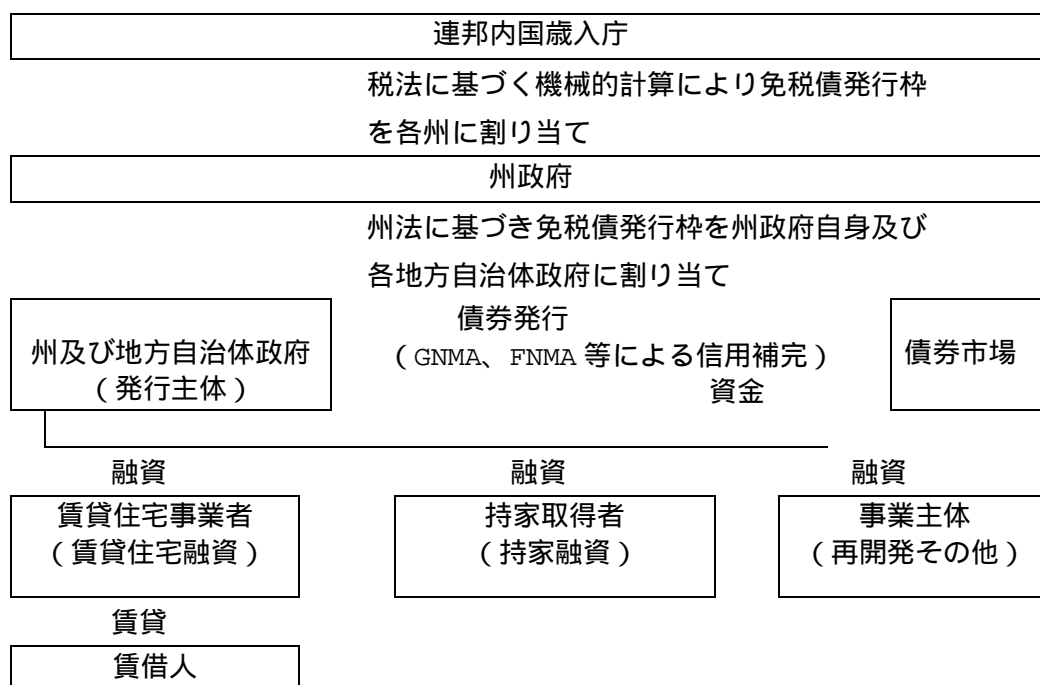 連邦内国歳入庁
税法に基づく機械的計算により免税債発行枠
を各州に割り当て
州政府
州法に基づき免税債発行枠を州政府自身及び
各地方自治体政府に割り当て
債券発行
州及び地方自治体政府
(発行主体)
(GNMA、FNMA 等による信用補完)
資金
債券市場
融資 融資 融資
賃貸住宅事業者
(賃貸住宅融資)
持家取得者
(持家融資)
事業主体
(再開発その他)
賃貸
賃借人